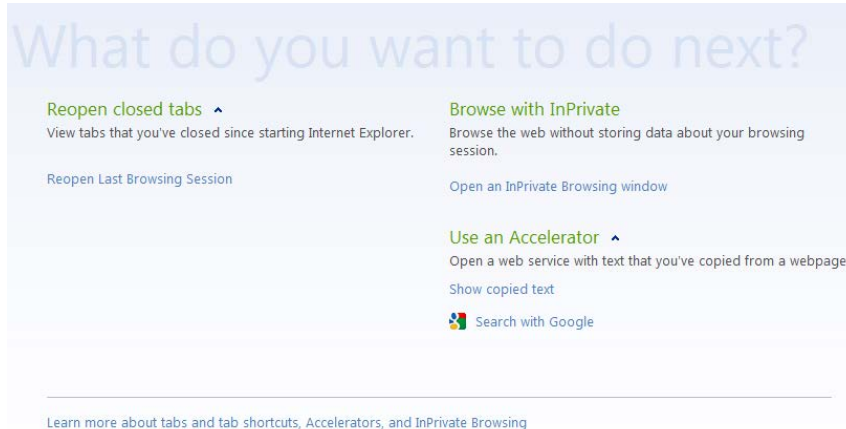 What do you want to do next?
Reopen closed tabs
View tabs that you've closed since starting Internet Explorer.
Reopen Last Browsing Session
Browse with InPrivate
Browse the web without storing data about your browsing
session.
Open an InPrivate Browsing window
Use an Accelerator
Open a web service with text that you've copied from a webpage
Show copied text
Search with Google
Learn more about tabs and tab shortcuts, Accelerators, and InPrivate Browsing